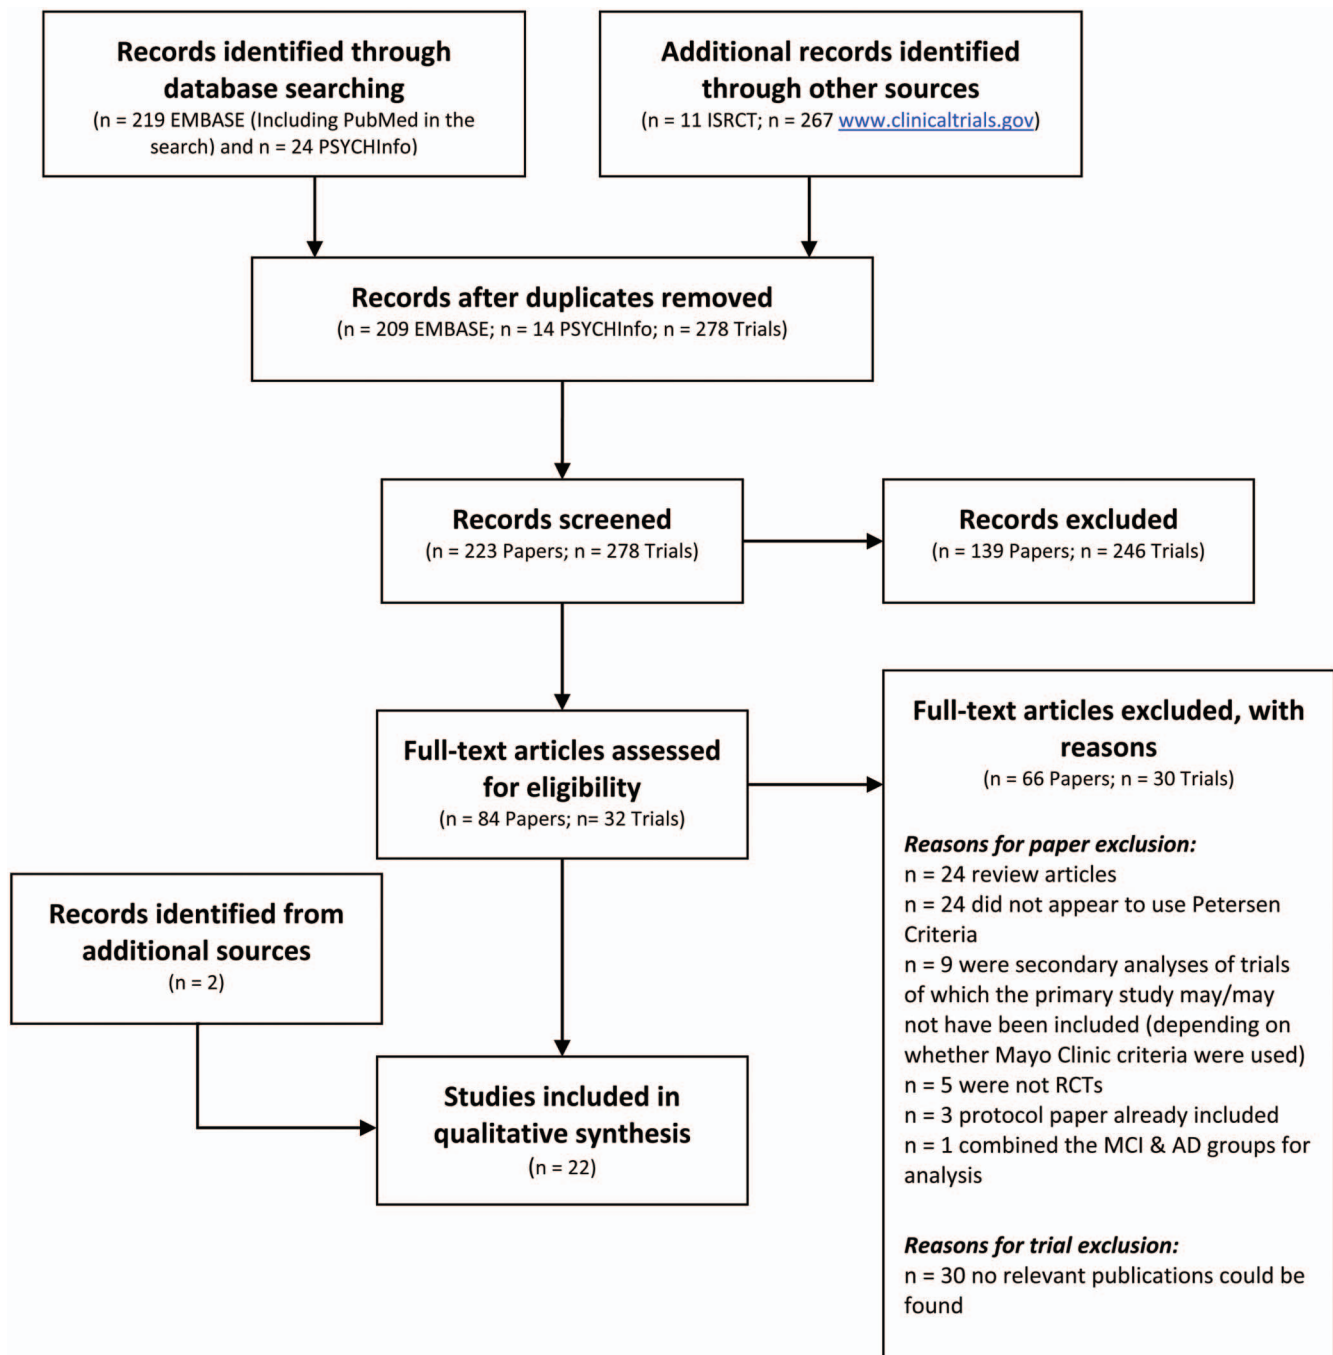 Records identified through
database searching
(n = 219 EMBASE (Including PubMed in the
search) and n = 24 PSYCHInfo)
Additional records identified
through other sources
(n = 11 ISRCT; n = 267 www.clinicaltrials.gov)
Records after duplicates removed
(n = 209 EMBASE; n = 14 PSYCHInfo; n = 278 Trials)
Records screened
(n = 223 Papers; n = 278 Trials)
Records excluded
(n = 139 Papers; n = 246 Trials)
Full-text articles assessed
for eligibility
(n = 84 Papers; n= 32 Trials)
Full-text articles excluded, with
reasons
(n = 66 Papers; n = 30 Trials)
Reasons for paper exclusion:
n = 24 review articles
n = 24 did not appear to use Petersen
Criteria
n = 9 were secondary analyses of trials
of which the primary study may/may
not have been included (depending on
whether Mayo Clinic criteria were used)
n = 5 were not RCTs
n = 3 protocol paper already included
n = 1 combined the MCI & AD groups for
analysis
Reasons for trial exclusion:
n = 30 no relevant publications could be
found
Records identified from
additional sources
(n = 2)
Studies included in
qualitative synthesis
(n = 22)